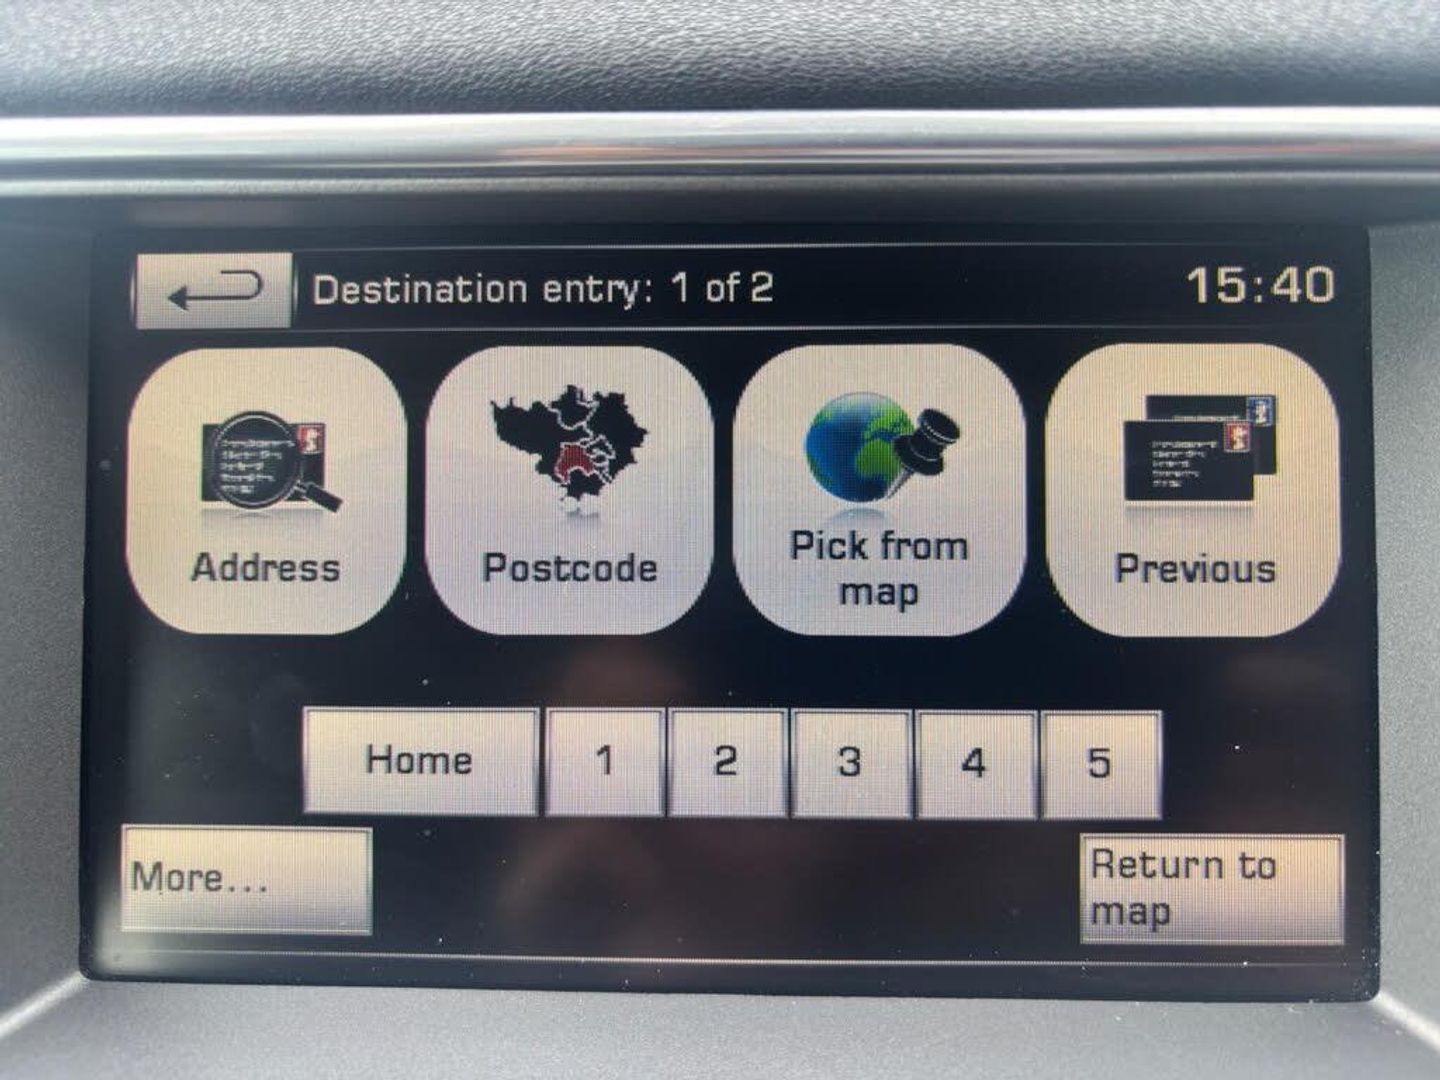 Destination entry: 1 of 2
15:40
Address
Postcode
Pick from
map
Previous
Home
1
2
3
4
5
More...
Return to
map